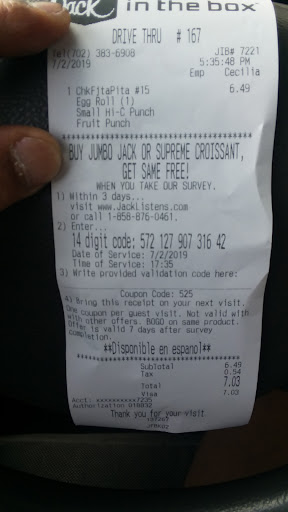 Jack in the box
DRIVE THRU # 167
Tel(702) 383-6908 JIB# 7221
7/2/2019 5:35:48 PM
Emp Cecilia
1 ChkFjtaPita #15 6.49
Egg Roll (1)
Small Hi-C Punch
Fruit Punch
BUY JUMBO JACK OR SUPREME CROISSANT,
GET SAME FREE!
WHEN YOU TAKE OUR SURVEY.
1) Within 3 days...
visit www.JackListens.com
or call 1-858-876-0461.
2) Enter...
14 digit code: 572 127 907 316 42
Date of Service: 7/2/2019
Time of Service: 17:35
3) Write provided validation code here:
Coupon Code: 525
4) Bring this receipt on your next visit.
One coupon per guest visit. Not valid with
with other offers. BOGO on same product.
Offer is valid 7 days after survey
completion.
**Disponible en espanol**
Subtotal 6.49
Tax 0.54
Total 7.03
Visa 7.03
Acct: xxxxxxxxxxxx7235
Authorization 018832
Thank you for your visit